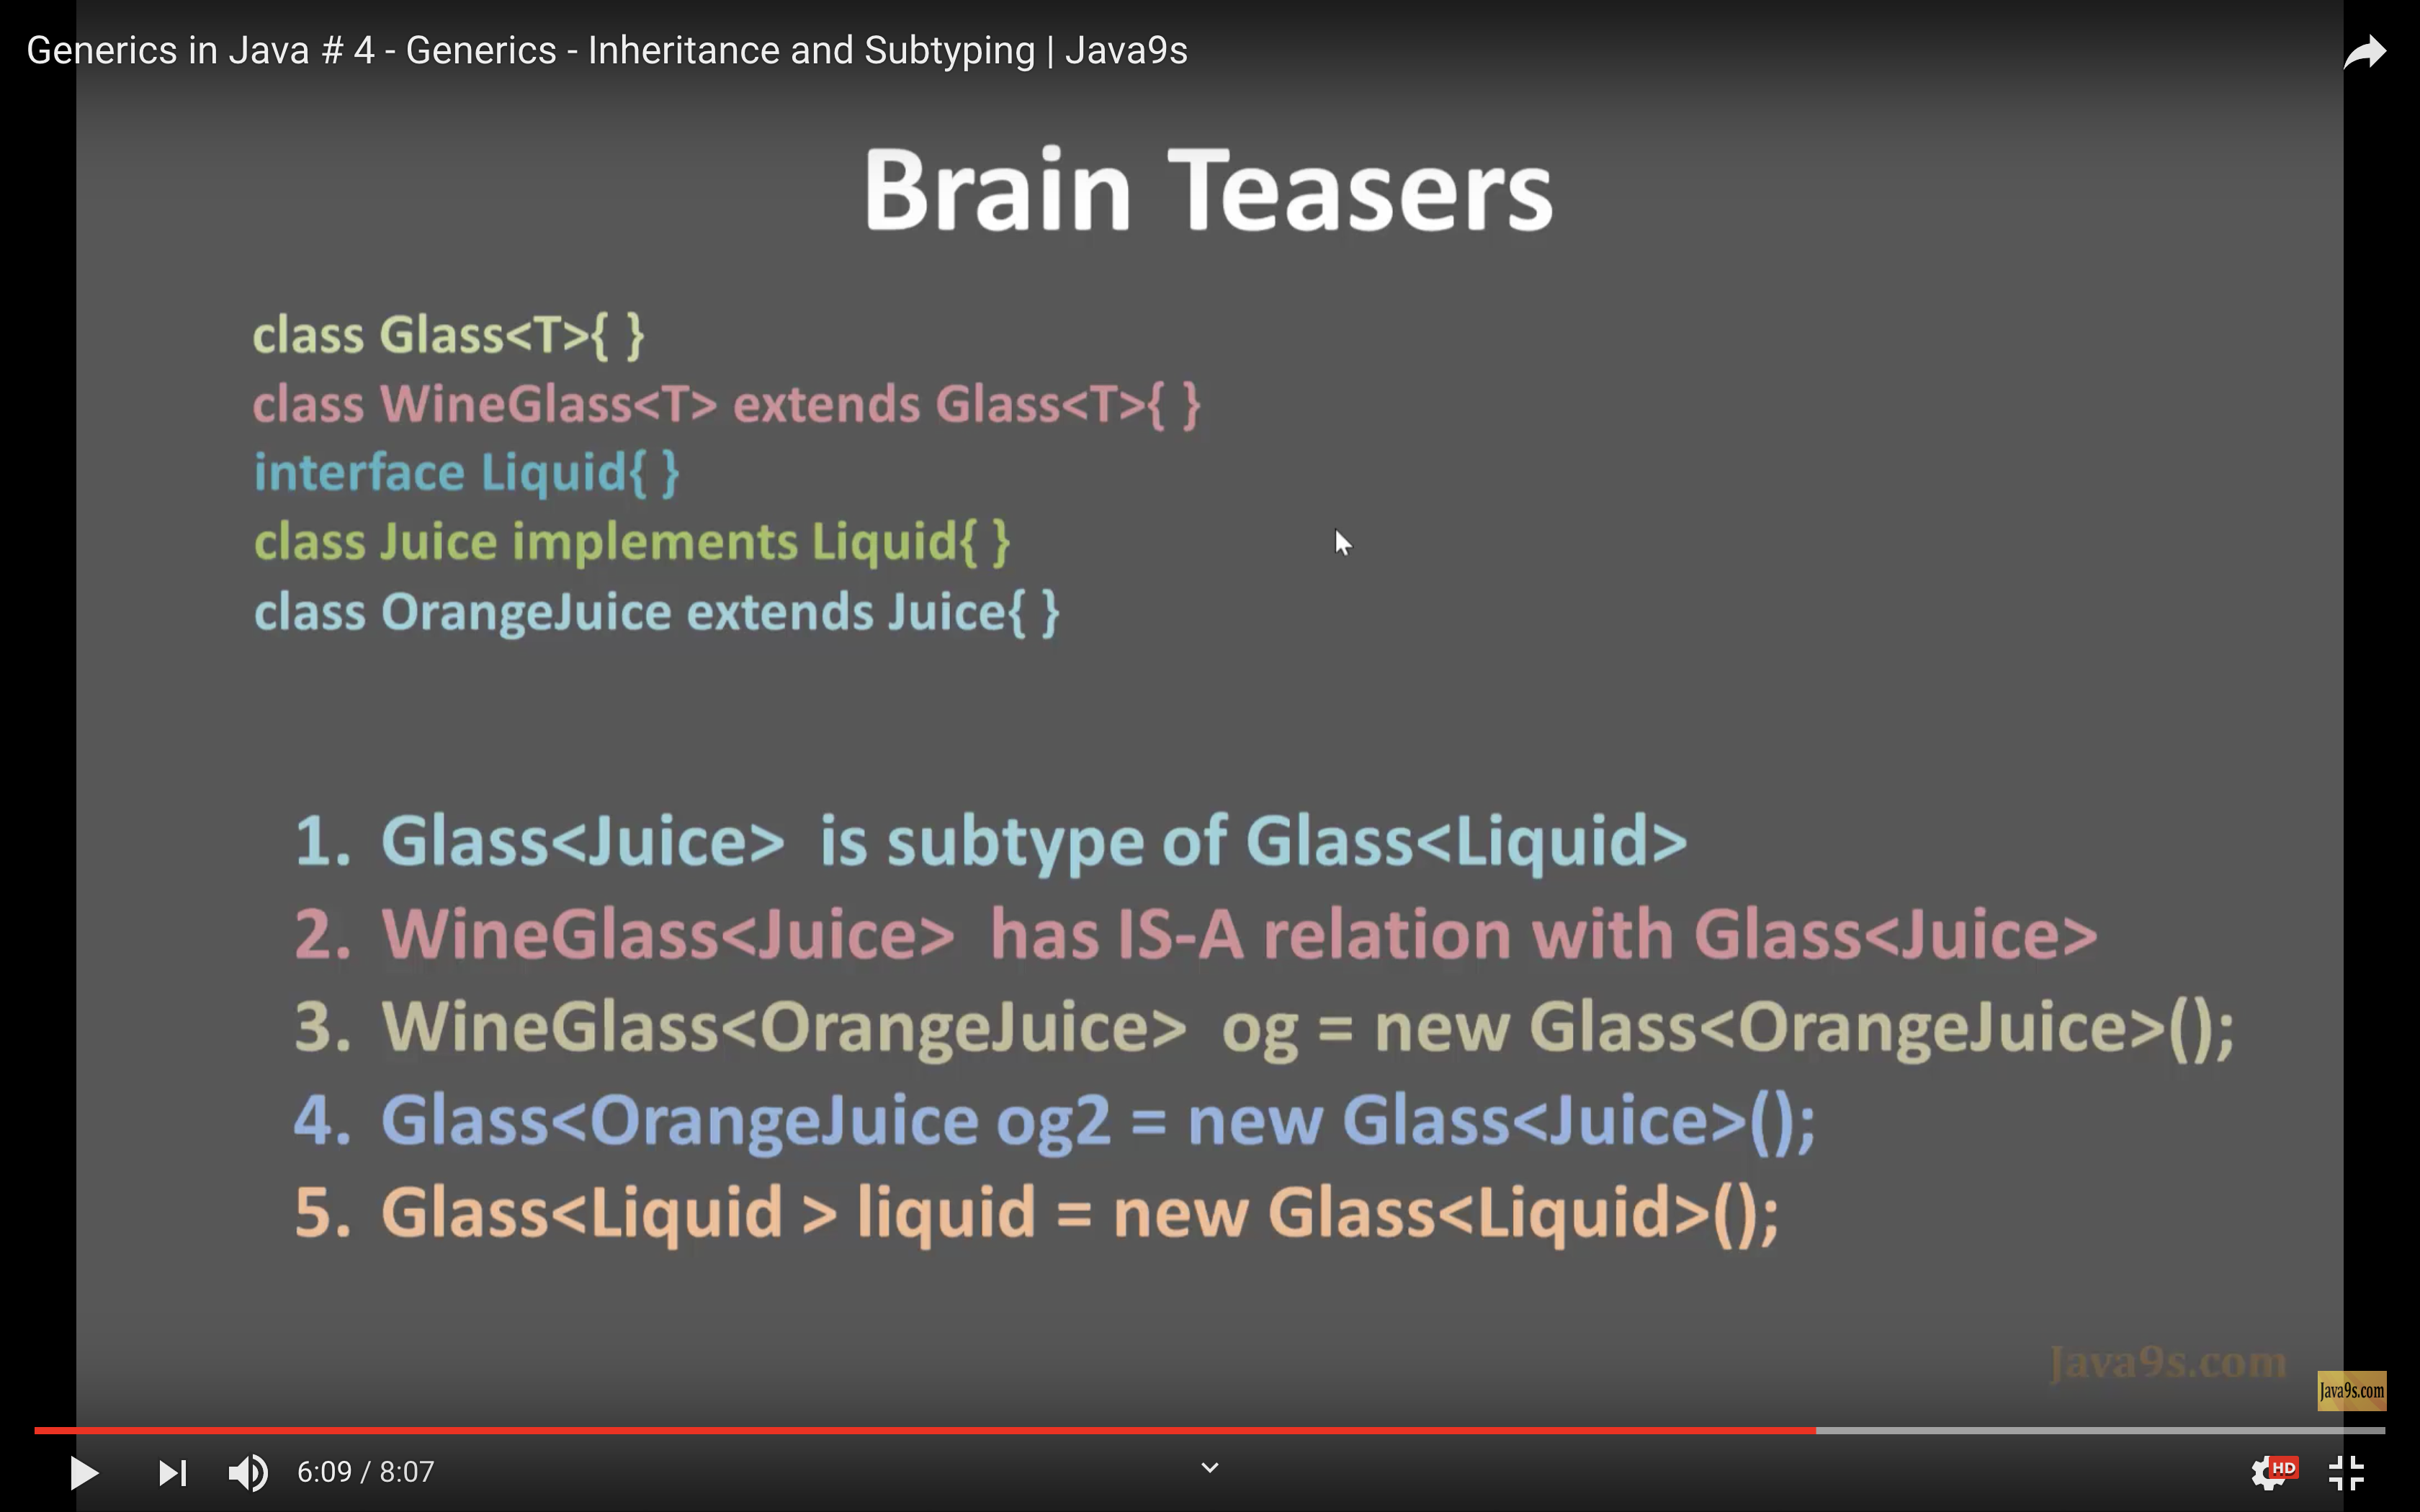 Generics in Java # 4 - Generics - Inheritance and Subtyping | Java9s
Brain Teasers
class Glass<T>{ }
class WineGlass<T> extends Glass<T>{ }
interface Liquid{ }
class Juice implements Liquid{ }
class OrangeJuice extends Juice{ }
1. Glass<Juice> is subtype of Glass<Liquid>
2. WineGlass<Juice> has IS-A relation with Glass<Juice>
3. WineGlass<OrangeJuice> og = new Glass<OrangeJuice>();
4. Glass<OrangeJuice og2 = new Glass<Juice>();
5. Glass<Liquid > liquid = new Glass<Liquid>();
Java9s.com
Java9s.com
6:09 / 8:07
HD